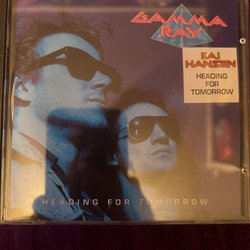 GAMMA
RAY
KAI
HANSEN
HEADING
FOR
TOMORROW
HEADING FOR TOMORROW